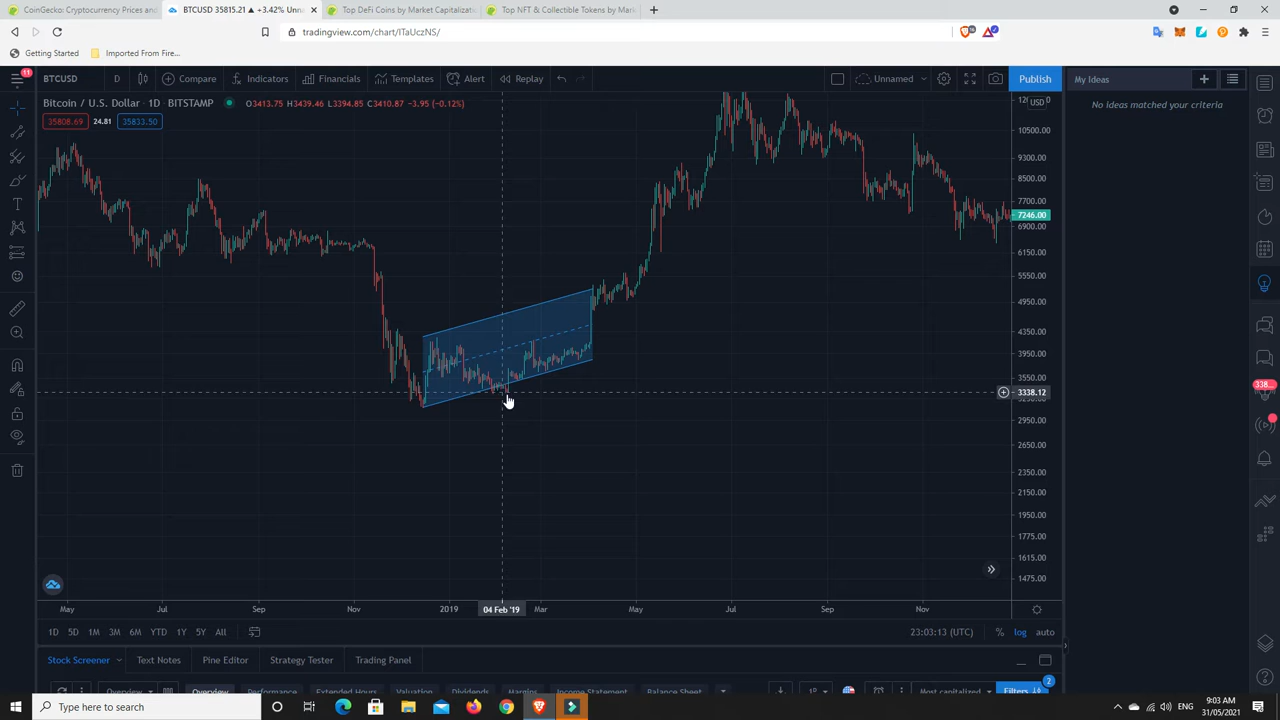 CoinGecko: Cryptocurrency Prices and
BTCUSD 35815.21 ▲ +3.42% Unna
Top DeFi Coins by Market Capitalizati
Top NFT & Collectible Tokens by Mark
tradingview.com/chart/ITaUczNS/
Getting Started
Imported From Fire...
11
BTCUSD
D
Compare
Indicators
Financials
Templates
Alert
Replay
Unnamed
Publish
My Ideas
Bitcoin / U.S. Dollar · 1D · BITSTAMP
O3413.75 H3439.46 L3394.85 C3410.87 −3.95 (−0.12%)
35808.69 24.81 35833.50
No ideas matched your criteria
USD
10500.00
9300.00
8500.00
7700.00
7246.00
6900.00
6150.00
5550.00
4950.00
4350.00
3950.00
3550.00
3338.12
2950.00
2650.00
2350.00
2150.00
1950.00
1775.00
1615.00
1475.00
338...
May
Jul
Sep
Nov
2019
04 Feb '19
Mar
May
Jul
Sep
Nov
1D 5D 1M 3M 6M YTD 1Y 5Y All
23:03:13 (UTC)
%
log
auto
Stock Screener
Text Notes
Pine Editor
Strategy Tester
Trading Panel
Overview
Overview
Performance
Extended Hours
Valuation
Dividends
Margins
Income Statement
Balance Sheet
1D
Most capitalized
Filters
2
Type here to search
ENG
9:03 AM
31/05/2021